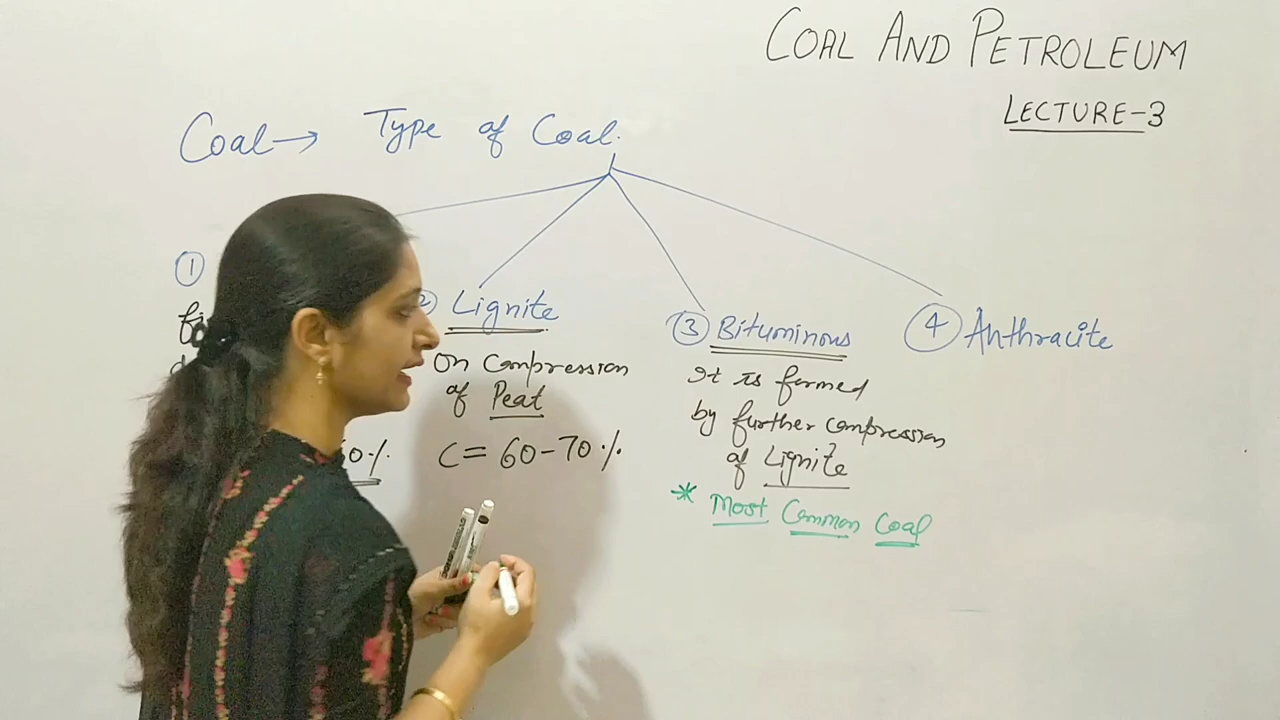 COAL AND PETROLEUM
LECTURE-3
Coal → Type of Coal.
①
② Lignite
on compression
of Peat
C = 60-70%
③ Bituminous
It is formed
by further compression
of Lignite
* Most Common Coal
④ Anthracite